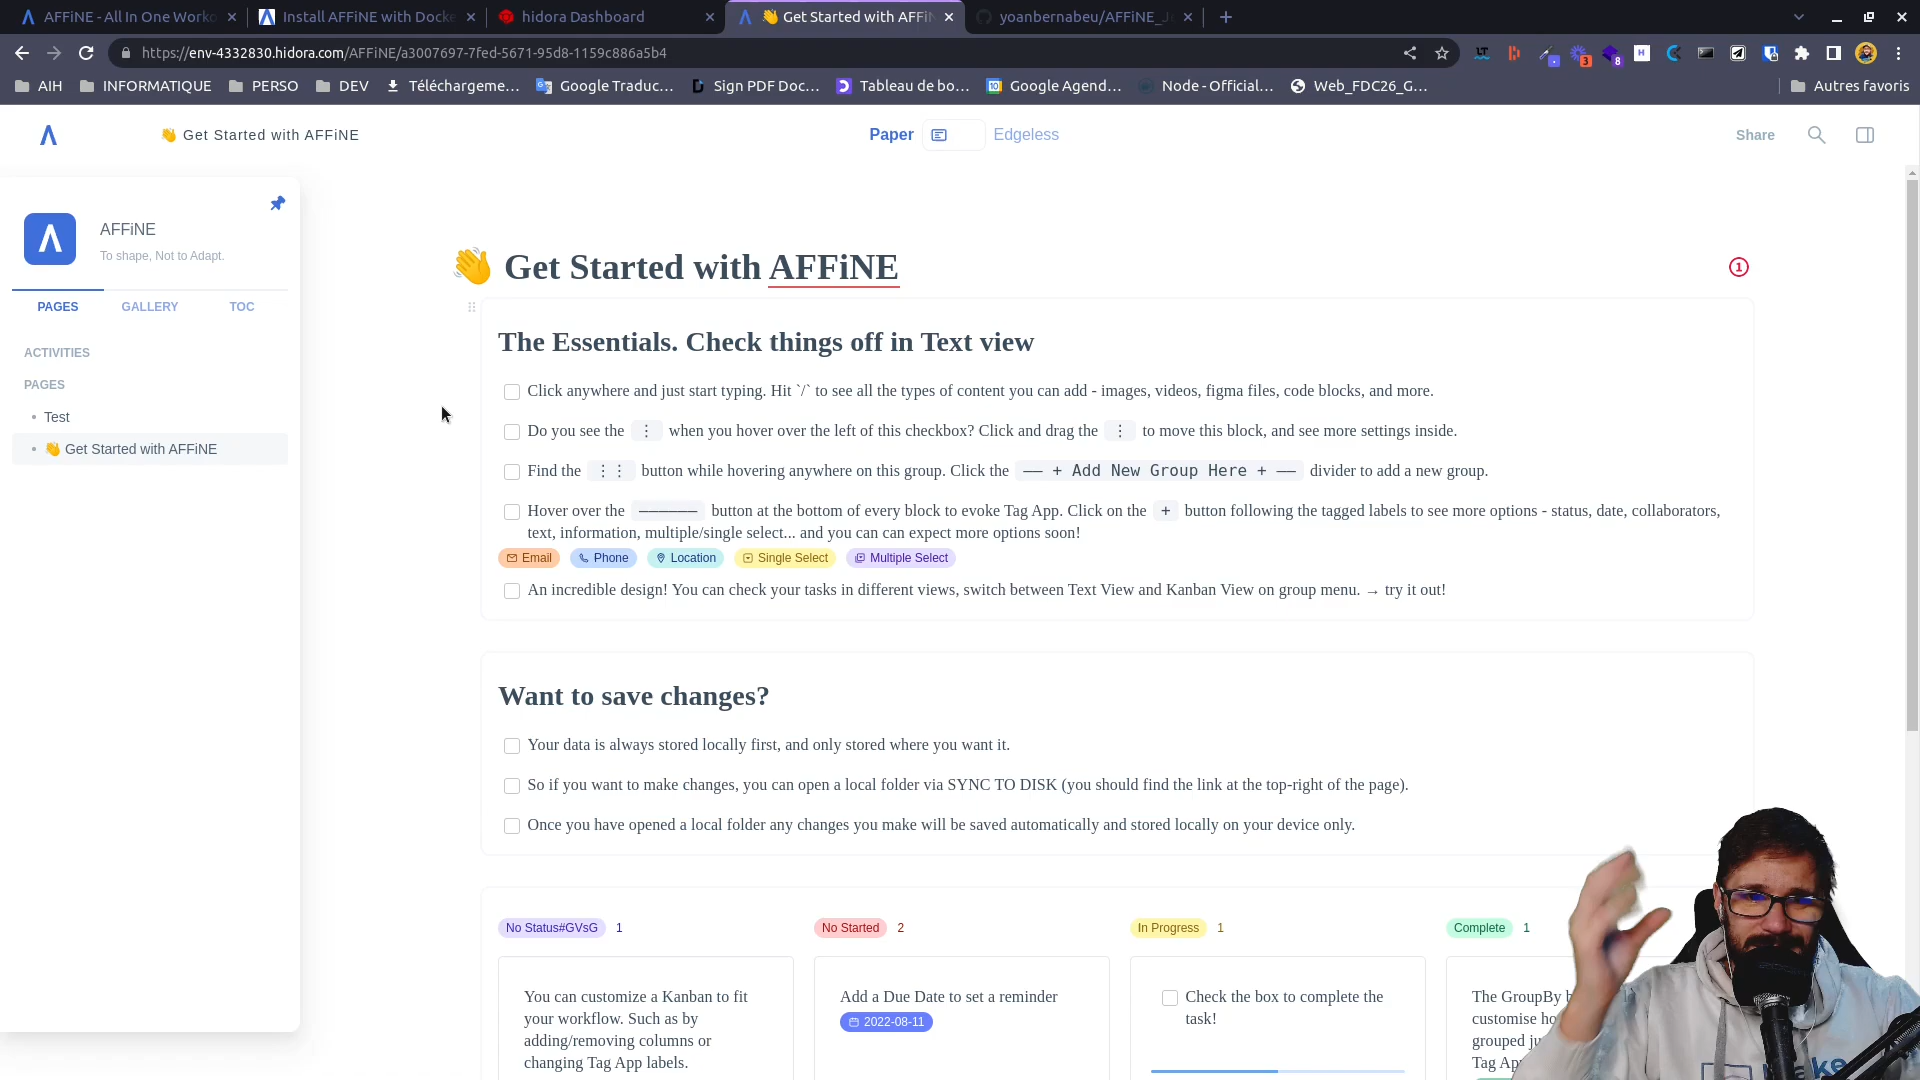 AFFiNE - All In One Worko
Install AFFiNE with Docke
hidora Dashboard
👋 Get Started with AFFiN
yoanbernabeu/AFFiNE_J
https://env-4332830.hidora.com/AFFiNE/a3007697-7fed-5671-95d8-1159c886a5b4
AIH
INFORMATIQUE
PERSO
DEV
Téléchargeme...
Google Traduc...
Sign PDF Doc...
Tableau de bo...
Google Agend...
Node - Official...
Web_FDC26_G...
Autres favoris
👋 Get Started with AFFiNE
Paper
Edgeless
Share
AFFiNE
To shape, Not to Adapt.
PAGES
GALLERY
TOC
ACTIVITIES
PAGES
Test
👋 Get Started with AFFiNE
👋 Get Started with AFFiNE
1
The Essentials. Check things off in Text view
Click anywhere and just start typing. Hit `/` to see all the types of content you can add - images, videos, figma files, code blocks, and more.
Do you see the ⋮ when you hover over the left of this checkbox? Click and drag the ⋮ to move this block, and see more settings inside.
Find the ⋮⋮ button while hovering anywhere on this group. Click the —— + Add New Group Here + —— divider to add a new group.
Hover over the —————— button at the bottom of every block to evoke Tag App. Click on the + button following the tagged labels to see more options - status, date, collaborators,
text, information, multiple/single select... and you can can expect more options soon!
Email
Phone
Location
Single Select
Multiple Select
An incredible design! You can check your tasks in different views, switch between Text View and Kanban View on group menu. → try it out!
Want to save changes?
Your data is always stored locally first, and only stored where you want it.
So if you want to make changes, you can open a local folder via SYNC TO DISK (you should find the link at the top-right of the page).
Once you have opened a local folder any changes you make will be saved automatically and stored locally on your device only.
No Status#GVsG 1
No Started 2
In Progress 1
Complete 1
You can customize a Kanban to fit
your workflow. Such as by
adding/removing columns or
changing Tag App labels.
Add a Due Date to set a reminder
2022-08-11
Check the box to complete the
task!
The GroupBy
customise
grouped
Tag